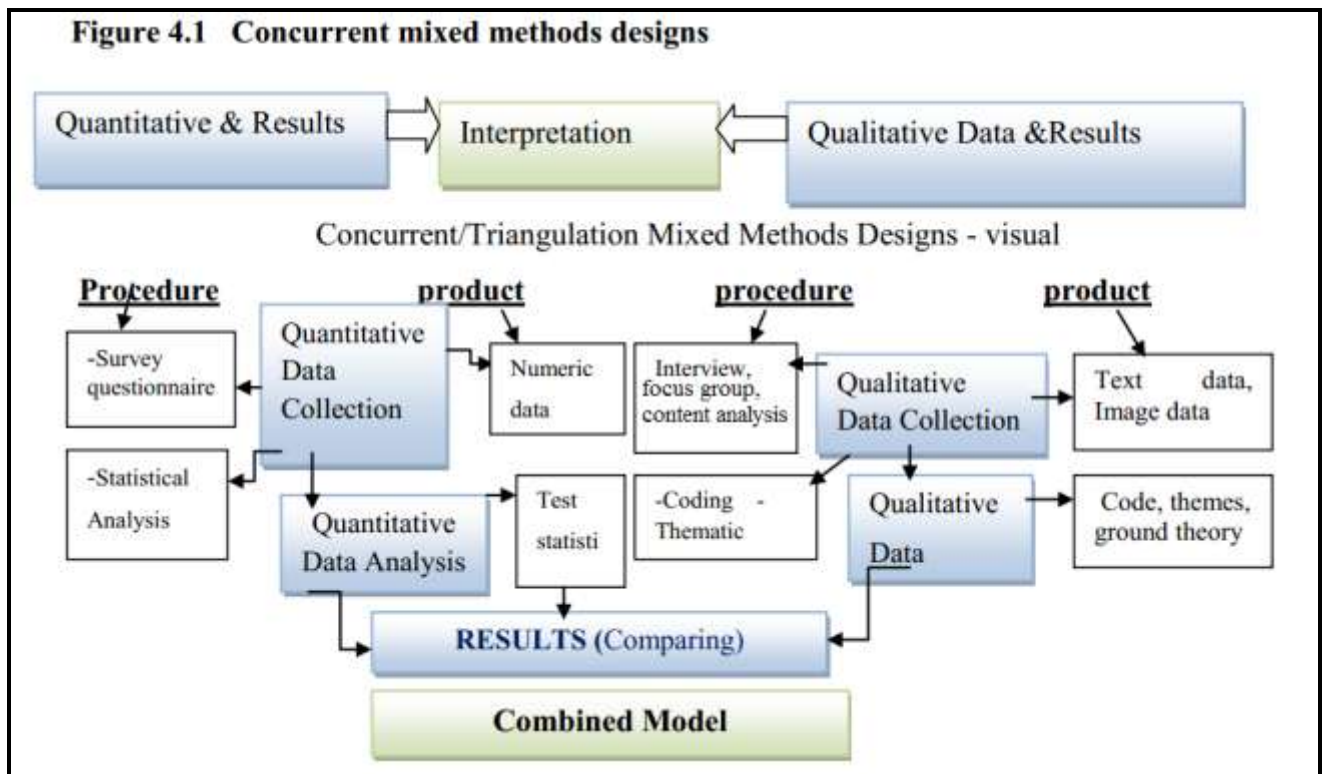 Figure 4.1 Concurrent mixed methods designs
Quantitative & Results
Interpretation
Qualitative Data &Results
Concurrent/Triangulation Mixed Methods Designs - visual
Procedure
product
procedure
product
-Survey
questionnaire
Quantitative
Data
Collection
Numeric
data
Interview,
focus group,
content analysis
Qualitative
Data Collection
Text data,
Image data
-Statistical
Analysis
Quantitative
Data Analysis
Test
statisti
-Coding -
Thematic
Qualitative
Data
Code, themes,
ground theory
RESULTS (Comparing)
Combined Model